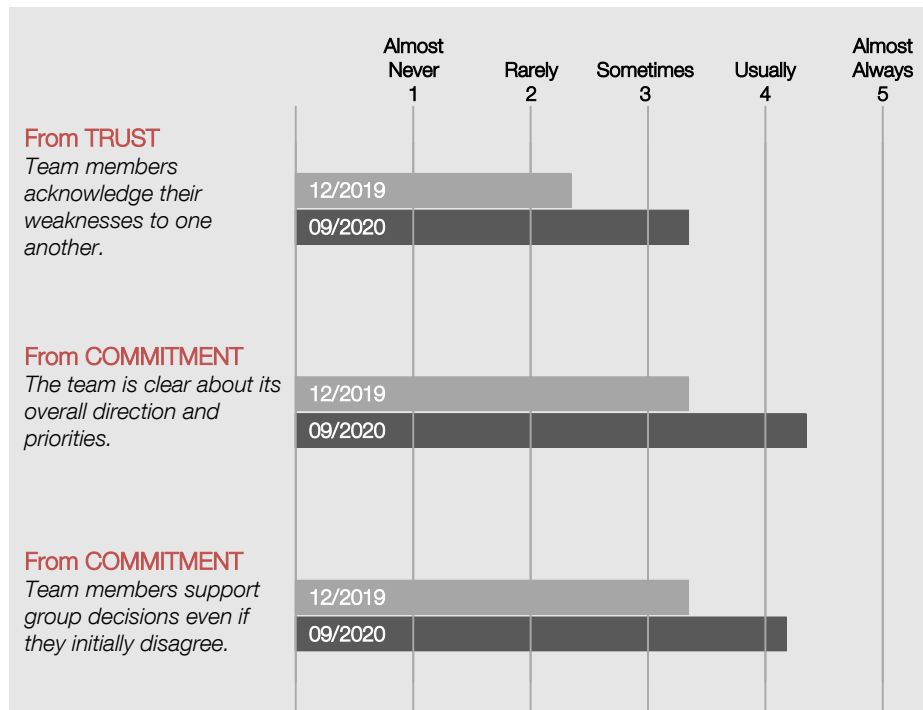 Almost
Never
1
Rarely
2
Sometimes
3
Usually
4
Almost
Always
5
From TRUST
Team members
acknowledge their
weaknesses to one
another.
12/2019
09/2020
From COMMITMENT
The team is clear about its
overall direction and
priorities.
12/2019
09/2020
From COMMITMENT
Team members support
group decisions even if
they initially disagree.
12/2019
09/2020